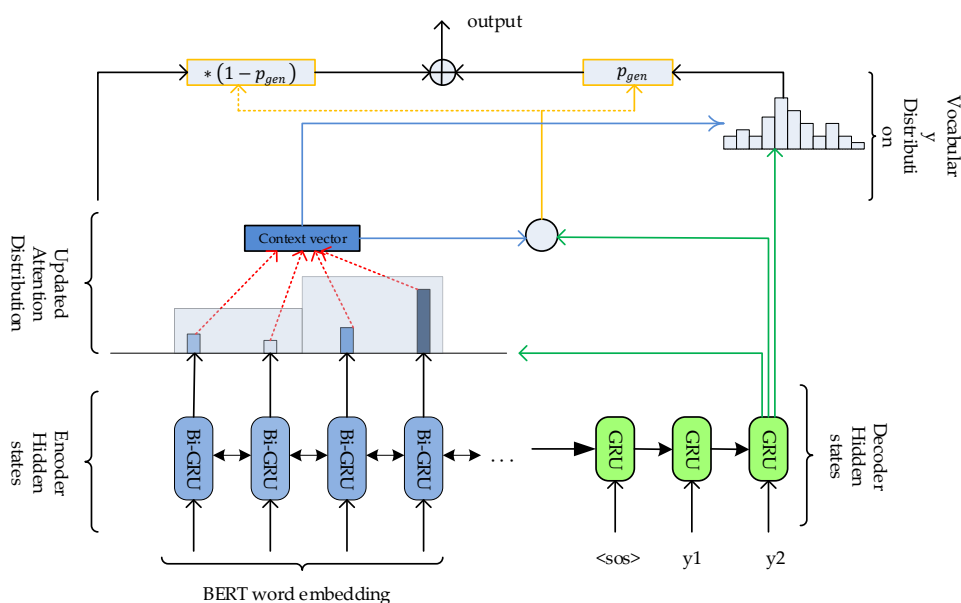 output
∗ (1 − p_gen)
p_gen
Vocabular
y
Distributi
on
Context vector
Updated
Attention
Distribution
Encoder
Hidden
states
Bi-GRU
Bi-GRU
Bi-GRU
Bi-GRU
...
GRU
GRU
GRU
Decoder
Hidden
states
<sos>
y1
y2
BERT word embedding